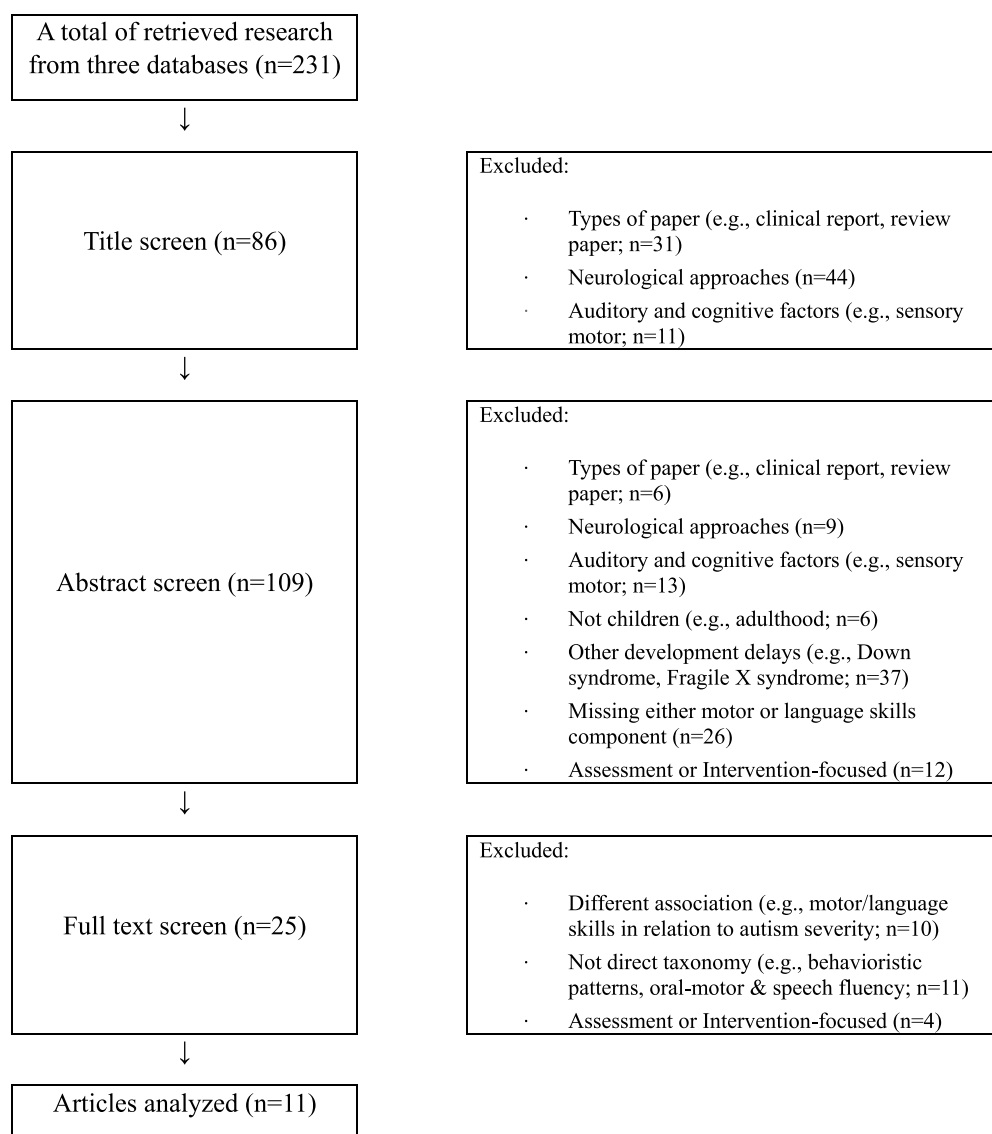 A total of retrieved research
from three databases (n=231)
↓
Title screen (n=86)
Excluded:
· Types of paper (e.g., clinical report, review
paper; n=31)
· Neurological approaches (n=44)
· Auditory and cognitive factors (e.g., sensory
motor; n=11)
↓
Abstract screen (n=109)
Excluded:
· Types of paper (e.g., clinical report, review
paper; n=6)
· Neurological approaches (n=9)
· Auditory and cognitive factors (e.g., sensory
motor; n=13)
· Not children (e.g., adulthood; n=6)
· Other development delays (e.g., Down
syndrome, Fragile X syndrome; n=37)
· Missing either motor or language skills
component (n=26)
· Assessment or Intervention-focused (n=12)
↓
Full text screen (n=25)
Excluded:
· Different association (e.g., motor/language
skills in relation to autism severity; n=10)
· Not direct taxonomy (e.g., behavioristic
patterns, oral-motor & speech fluency; n=11)
· Assessment or Intervention-focused (n=4)
↓
Articles analyzed (n=11)